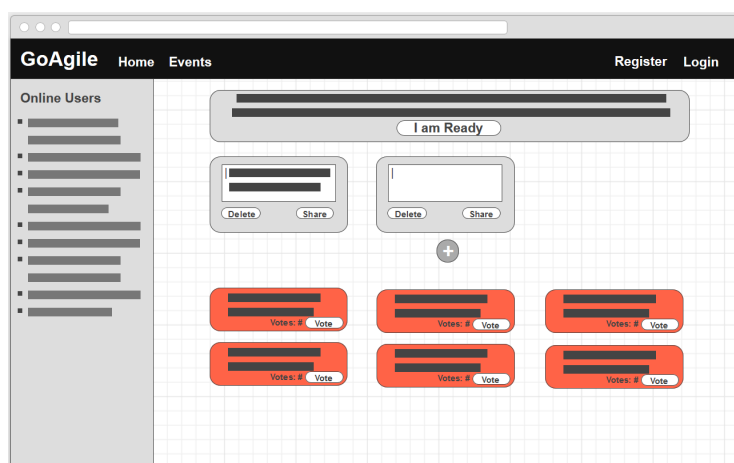 GoAgile Home Events Register Login
Online Users
I am Ready
Delete Share Delete Share
+
Votes: # Vote Votes: # Vote Votes: # Vote
Votes: # Vote Votes: # Vote Votes: # Vote